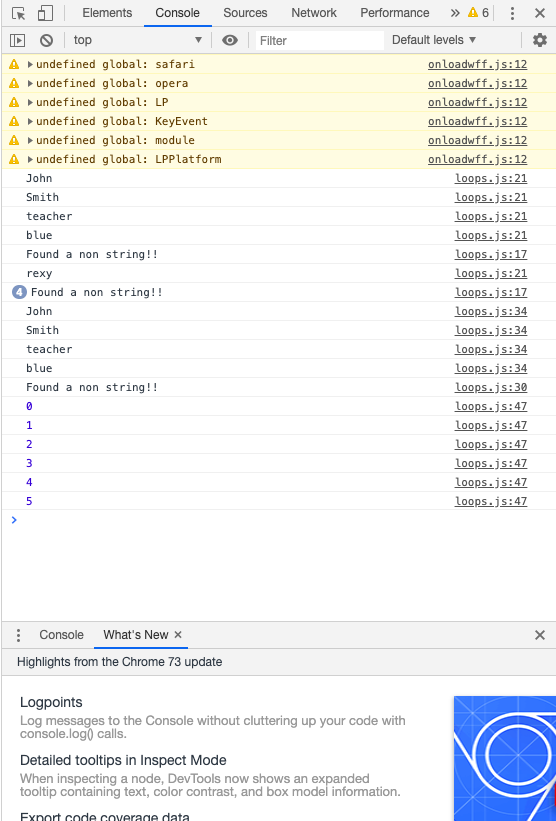 Elements Console Sources Network Performance » 6
top Filter Default levels
undefined global: safari onloadwff.js:12
undefined global: opera onloadwff.js:12
undefined global: LP onloadwff.js:12
undefined global: KeyEvent onloadwff.js:12
undefined global: module onloadwff.js:12
undefined global: LPPlatform onloadwff.js:12
John loops.js:21
Smith loops.js:21
teacher loops.js:21
blue loops.js:21
Found a non string!! loops.js:17
rexy loops.js:21
4 Found a non string!! loops.js:17
John loops.js:34
Smith loops.js:34
teacher loops.js:34
blue loops.js:34
Found a non string!! loops.js:30
0 loops.js:47
1 loops.js:47
2 loops.js:47
3 loops.js:47
4 loops.js:47
5 loops.js:47
Console What's New
Highlights from the Chrome 73 update
Logpoints
Log messages to the Console without cluttering up your code with
console.log() calls.
Detailed tooltips in Inspect Mode
When inspecting a node, DevTools now shows an expanded
tooltip containing text, color contrast, and box model information.
Export code coverage data